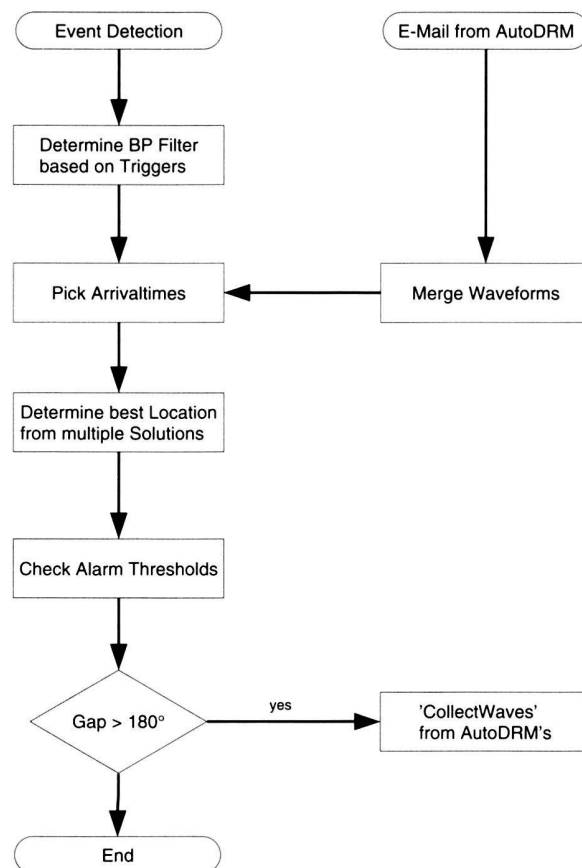 Event Detection
E-Mail from AutoDRM
Determine BP Filter
based on Triggers
Pick Arrivaltimes
Merge Waveforms
Determine best Location
from multiple Solutions
Check Alarm Thresholds
Gap > 180°
yes
'CollectWaves'
from AutoDRM's
End